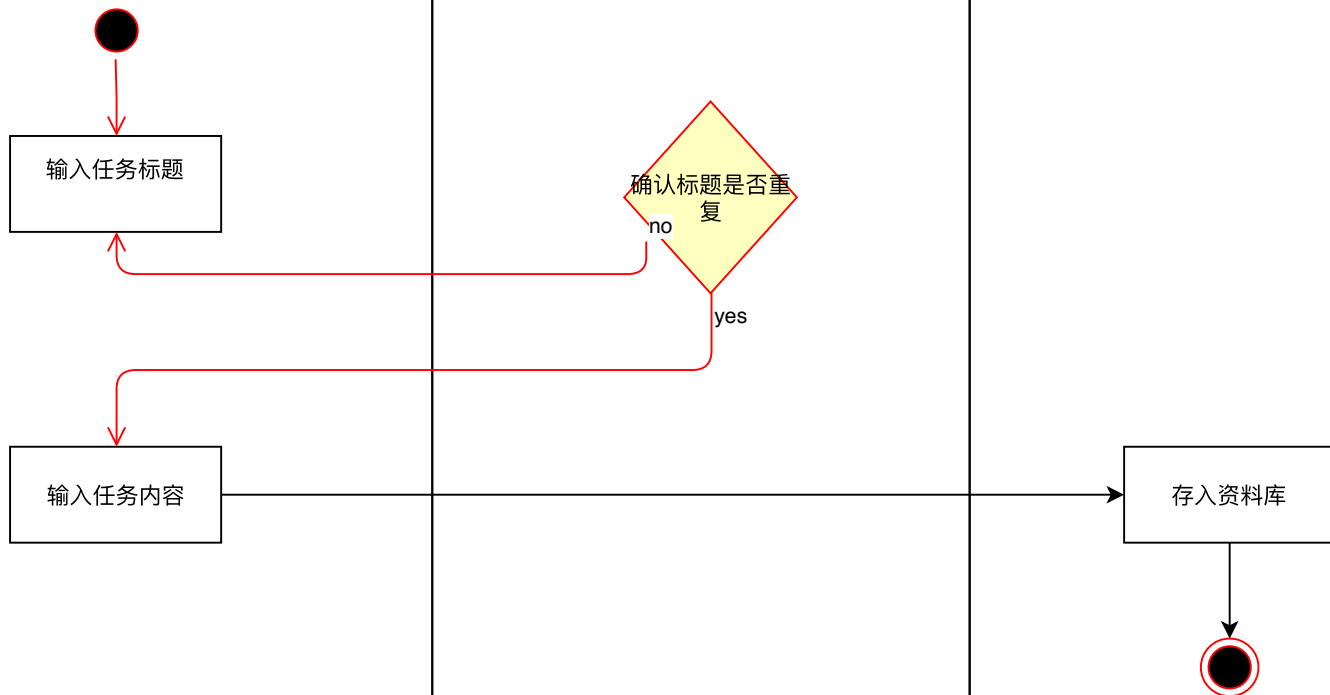 输入任务标题
确认标题是否重
复
no
yes
输入任务内容
存入资料库